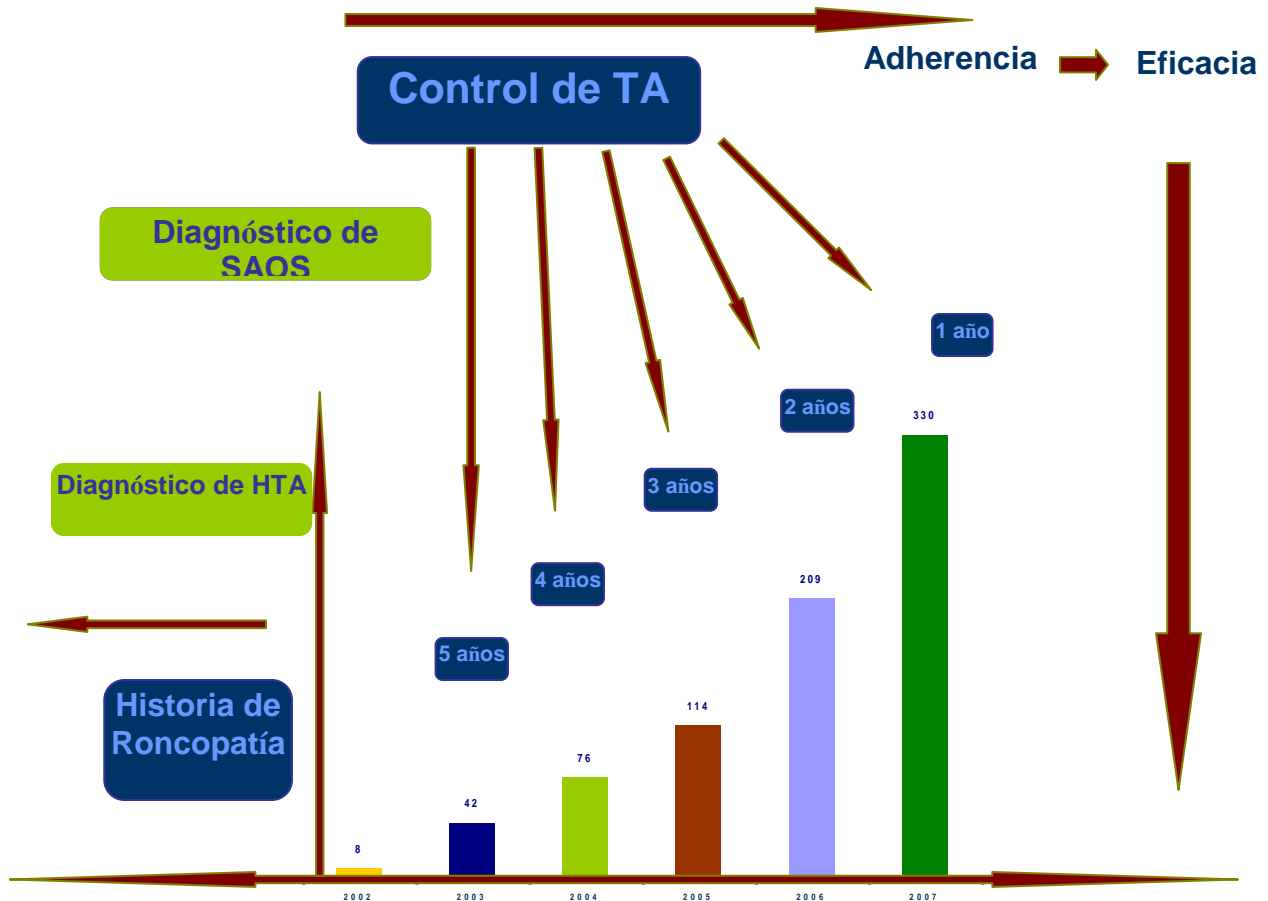 Adherencia Eficacia
Control de TA
Diagnóstico de
SAOS
1 año
2 años
330
Diagnóstico de HTA
3 años
4 años
209
5 años
Historia de
Roncopatía
114
76
42
8
2002 2003 2004 2005 2006 2007